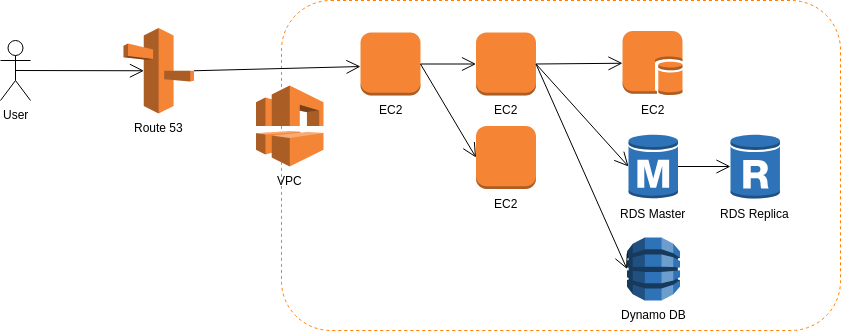 User
Route 53
VPC
EC2
EC2
EC2
EC2
M
R
RDS Master
RDS Replica
Dynamo DB